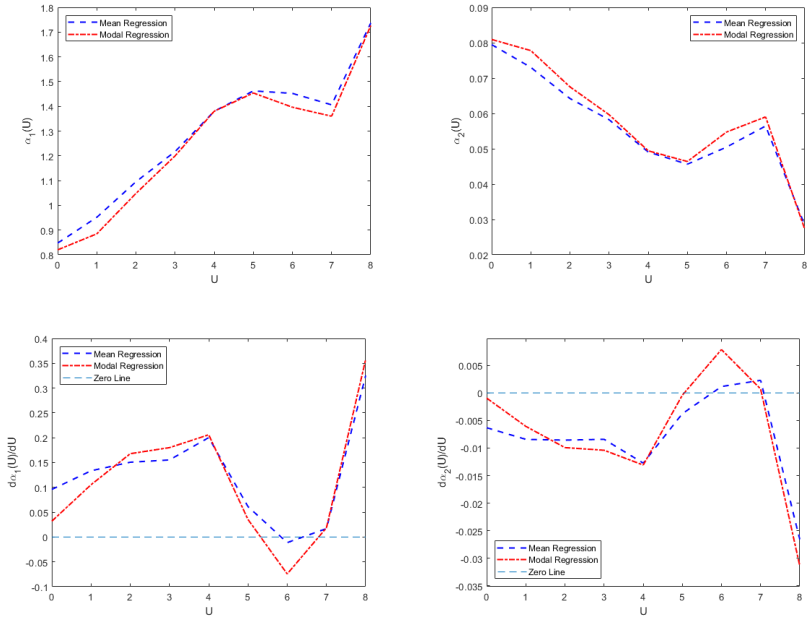 1.8
1.7
1.6
1.5
1.4
1.3
1.2
1.1
1
0.9
0.8
α1(U)
Mean Regression
Modal Regression
0 1 2 3 4 5 6 7 8
U
0.09
0.08
0.07
0.06
0.05
0.04
0.03
0.02
α2(U)
Mean Regression
Modal Regression
0 1 2 3 4 5 6 7 8
U
0.4
0.35
0.3
0.25
0.2
0.15
0.1
0.05
0
-0.05
-0.1
dα1(U)/dU
Mean Regression
Modal Regression
Zero Line
0 1 2 3 4 5 6 7 8
U
0.005
0
-0.005
-0.01
-0.015
-0.02
-0.025
-0.03
-0.035
dα2(U)/dU
Mean Regression
Modal Regression
Zero Line
0 1 2 3 4 5 6 7 8
U